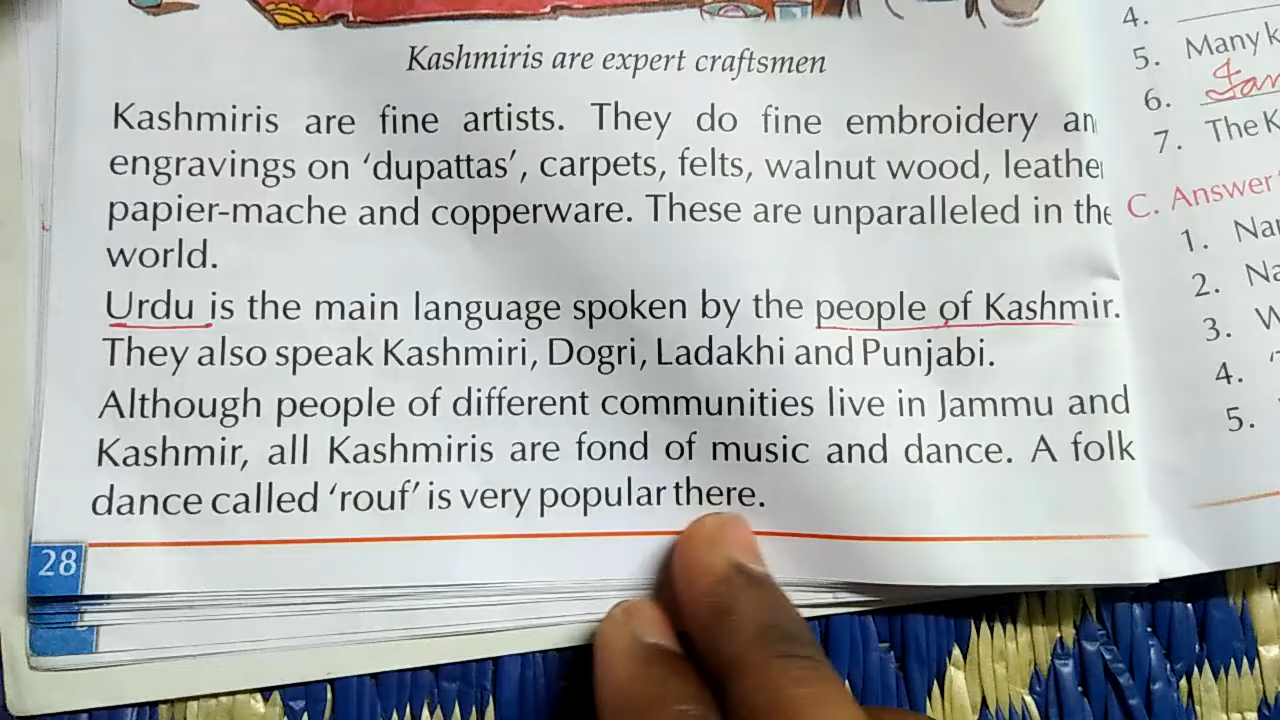 Kashmiris are expert craftsmen
Kashmiris are fine artists. They do fine embroidery an
engravings on ‘dupattas’, carpets, felts, walnut wood, leathe
papier-mache and copperware. These are unparalleled in the
world.
Urdu is the main language spoken by the people of Kashmir.
They also speak Kashmiri, Dogri, Ladakhi and Punjabi.
Although people of different communities live in Jammu and
Kashmir, all Kashmiris are fond of music and dance. A folk
dance called ‘rouf’ is very popular there.
28
4.
5. Many k
6.
7. The K
C. Answer
1. Na
2. Na
3. W
4.
5.